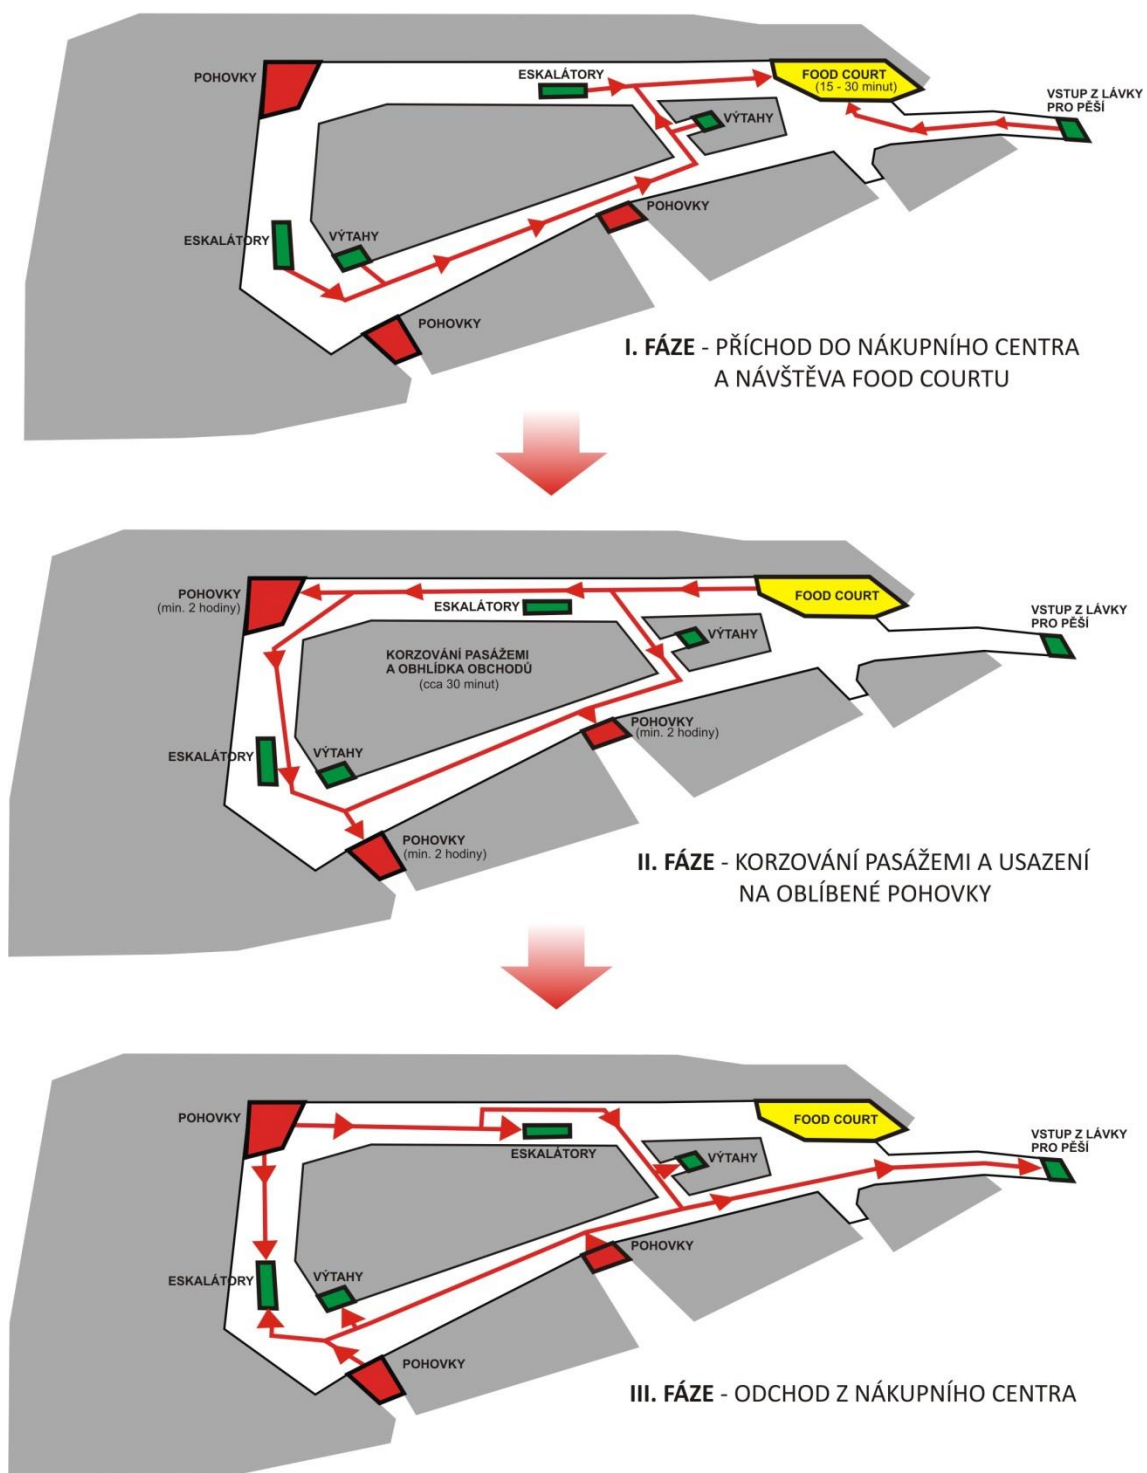 POHOVKY
ESKALÁTORY
FOOD COURT
(15 - 30 minut)
VSTUP Z LÁVKY
PRO PĚŠÍ
VÝTAHY
POHOVKY
ESKALÁTORY
VÝTAHY
POHOVKY
I. FÁZE - PŘÍCHOD DO NÁKUPNÍHO CENTRA
A NÁVŠTĚVA FOOD COURTU
POHOVKY
(min. 2 hodiny)
ESKALÁTORY
FOOD COURT
VSTUP Z LÁVKY
PRO PĚŠÍ
VÝTAHY
KORZOVÁNÍ PASÁŽEMI
A OBHLÍDKA OBCHODŮ
(cca 30 minut)
POHOVKY
(min. 2 hodiny)
ESKALÁTORY
VÝTAHY
POHOVKY
(min. 2 hodiny)
II. FÁZE - KORZOVÁNÍ PASÁŽEMI A USAZENÍ
NA OBLÍBENÉ POHOVKY
POHOVKY
ESKALÁTORY
FOOD COURT
VSTUP Z LÁVKY
PRO PĚŠÍ
VÝTAHY
POHOVKY
ESKALÁTORY
VÝTAHY
POHOVKY
III. FÁZE - ODCHOD Z NÁKUPNÍHO CENTRA